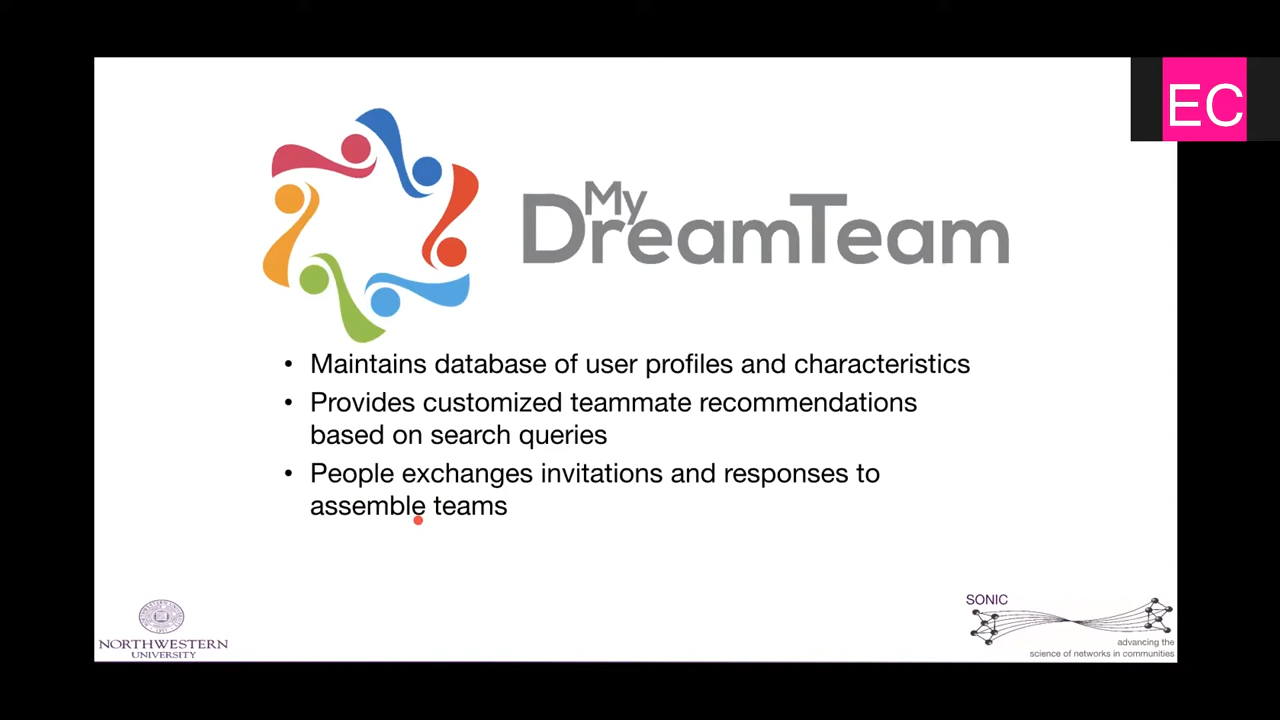 EC
My
DreamTeam
• Maintains database of user profiles and characteristics
• Provides customized teammate recommendations
based on search queries
• People exchanges invitations and responses to
assemble teams
NORTHWESTERN
UNIVERSITY
SONIC
advancing the
science of networks in communities